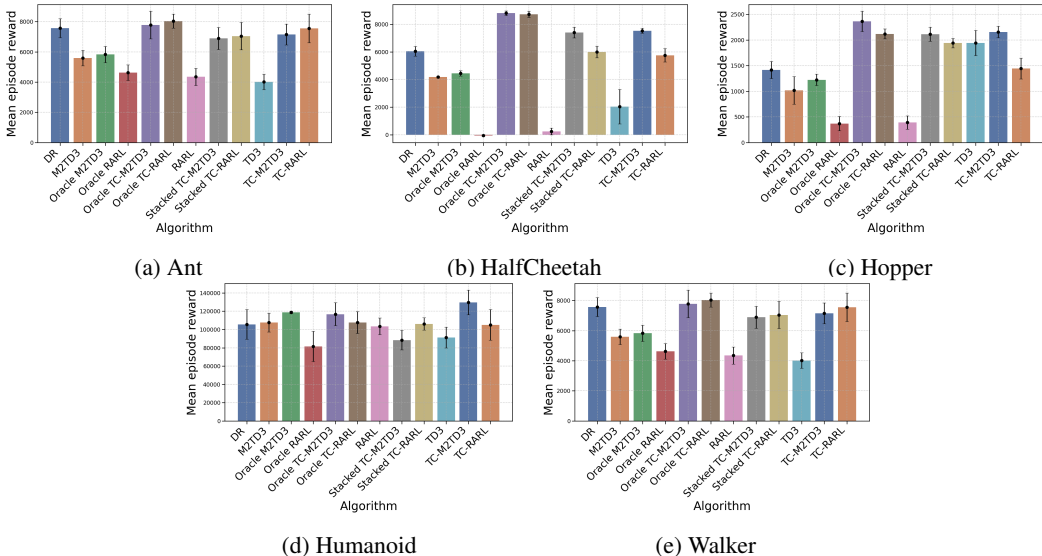 Mean episode reward
8000
6000
4000
2000
0
DR
M2TD3
Oracle M2TD3
Oracle RARL
Oracle TC-M2TD3
Oracle TC-RARL
RARL
Stacked TC-M2TD3
Stacked TC-RARL
TD3
TC-M2TD3
TC-RARL
Algorithm
(a) Ant
Mean episode reward
8000
6000
4000
2000
0
DR
M2TD3
Oracle M2TD3
Oracle RARL
Oracle TC-M2TD3
Oracle TC-RARL
RARL
Stacked TC-M2TD3
Stacked TC-RARL
TD3
TC-M2TD3
TC-RARL
Algorithm
(b) HalfCheetah
Mean episode reward
2500
2000
1500
1000
500
0
DR
M2TD3
Oracle M2TD3
Oracle RARL
Oracle TC-M2TD3
Oracle TC-RARL
RARL
Stacked TC-M2TD3
Stacked TC-RARL
TD3
TC-M2TD3
TC-RARL
Algorithm
(c) Hopper
Mean episode reward
140000
120000
100000
80000
60000
40000
20000
0
DR
M2TD3
Oracle M2TD3
Oracle RARL
Oracle TC-M2TD3
Oracle TC-RARL
RARL
Stacked TC-M2TD3
Stacked TC-RARL
TD3
TC-M2TD3
TC-RARL
Algorithm
(d) Humanoid
Mean episode reward
8000
6000
4000
2000
0
DR
M2TD3
Oracle M2TD3
Oracle RARL
Oracle TC-M2TD3
Oracle TC-RARL
RARL
Stacked TC-M2TD3
Stacked TC-RARL
TD3
TC-M2TD3
TC-RARL
Algorithm
(e) Walker